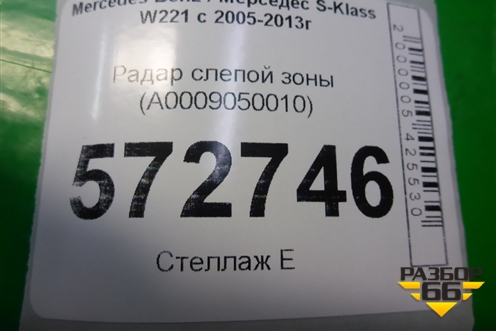 Mercedes Benz / Мерседес S-Klass
W221 с 2005-2013г
Радар слепой зоны
(A0009050010)
572746
Стеллаж Е
2000005425530
РАЗБОР
66